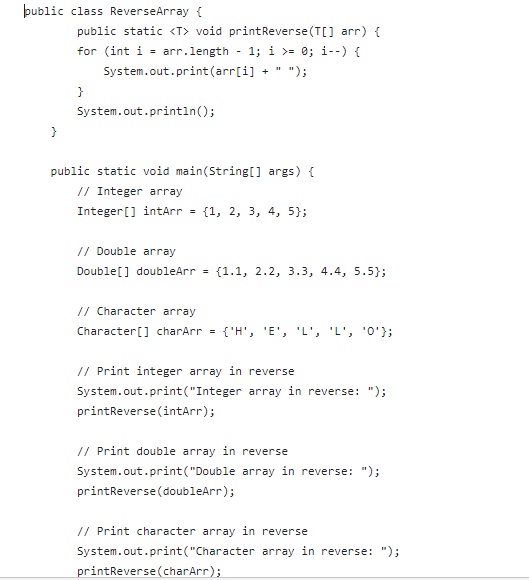 public class ReverseArray {
public static <T> void printReverse(T[] arr) {
for (int i = arr.length - 1; i >= 0; i--) {
System.out.print(arr[i] + " ");
}
System.out.println();
}
public static void main(String[] args) {
// Integer array
Integer[] intArr = {1, 2, 3, 4, 5};
// Double array
Double[] doubleArr = {1.1, 2.2, 3.3, 4.4, 5.5};
// Character array
Character[] charArr = {'H', 'E', 'L', 'L', 'O'};
// Print integer array in reverse
System.out.print("Integer array in reverse: ");
printReverse(intArr);
// Print double array in reverse
System.out.print("Double array in reverse: ");
printReverse(doubleArr);
// Print character array in reverse
System.out.print("Character array in reverse: ");
printReverse(charArr);